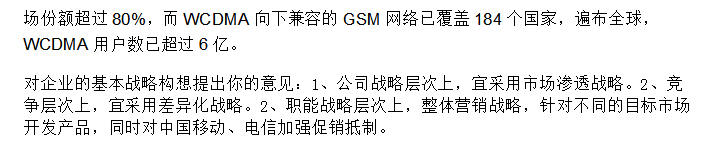 场份额超过 80%，而 WCDMA 向下兼容的 GSM 网络已覆盖 184 个国家，遍布全球，
WCDMA 用户数已超过 6 亿。
对企业的基本战略构想提出你的意见：1、公司战略层次上，宜采用市场渗透战略。2、竞
争层次上，宜采用差异化战略。2、职能战略层次上，整体营销战略，针对不同的目标市场
开发产品，同时对中国移动、电信加强促销抵制。